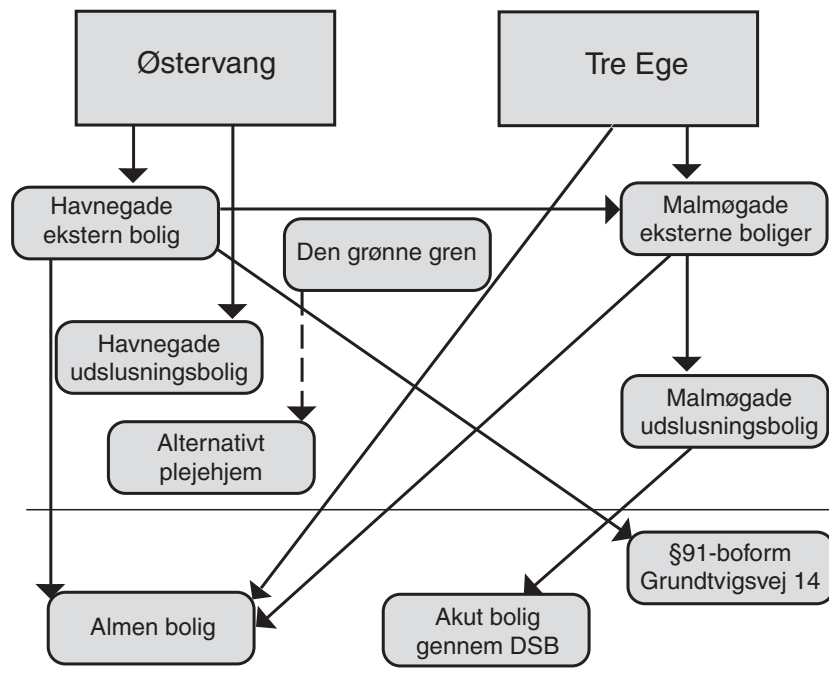 Østervang
Tre Ege
Havnegade
ekstern bolig
Malmøgade
eksterne boliger
Den grønne gren
Havnegade
udslusningsbolig
Malmøgade
udslusningsbolig
Alternativt
plejehjem
§91-boform
Grundtvigsvej 14
Almen bolig
Akut bolig
gennem DSB